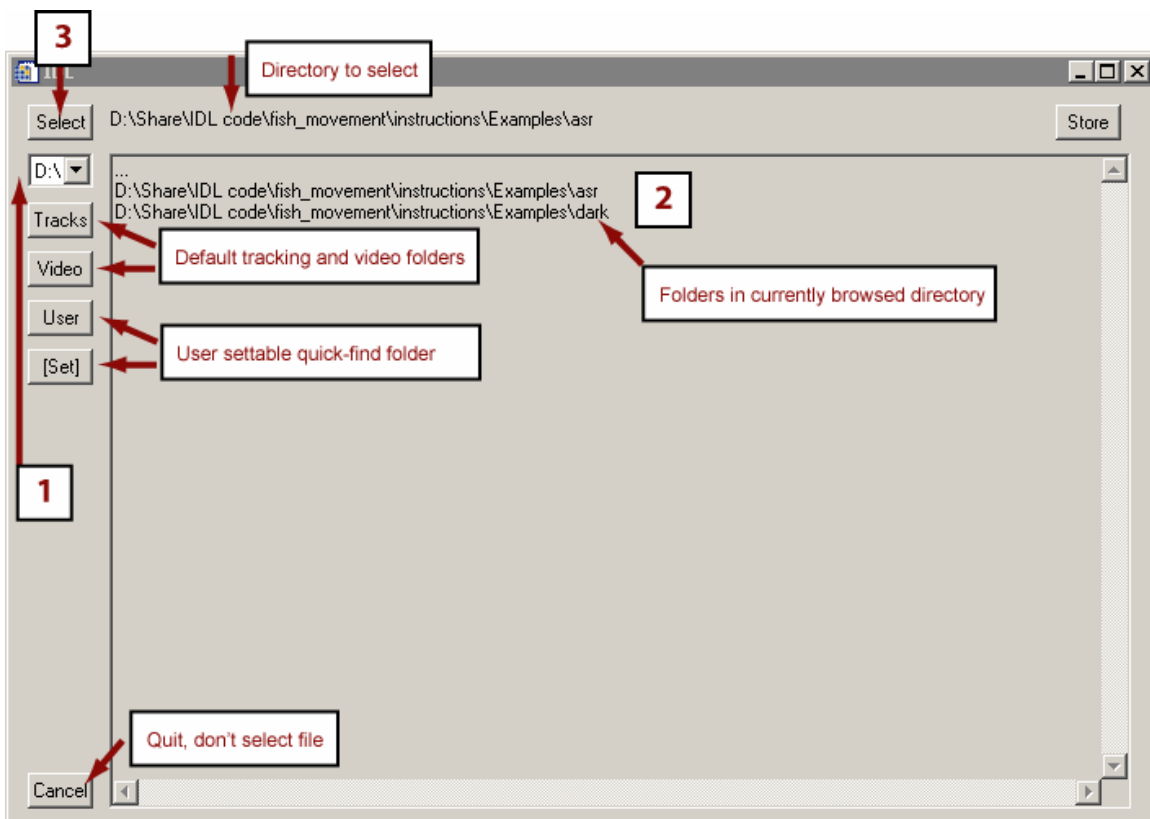 3
Directory to select
IDL
Select
D:\Share\IDL code\fish_movement\instructions\Examples\asr
Store
D:\
...
D:\Share\IDL code\fish_movement\instructions\Examples\asr
D:\Share\IDL code\fish_movement\instructions\Examples\dark
2
Tracks
Default tracking and video folders
Video
Folders in currently browsed directory
User
User settable quick-find folder
[Set]
1
Quit, don't select file
Cancel